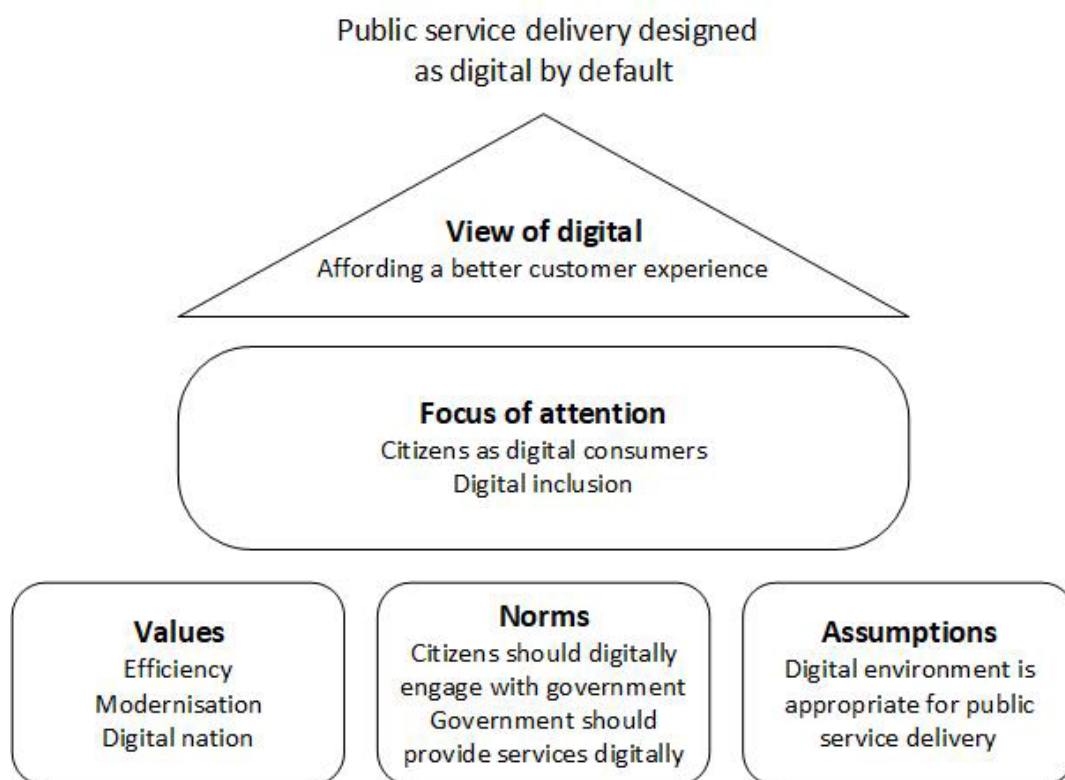 Public service delivery designed
as digital by default
View of digital
Affording a better customer experience
Focus of attention
Citizens as digital consumers
Digital inclusion
Values
Efficiency
Modernisation
Digital nation
Norms
Citizens should digitally
engage with government
Government should
provide services digitally
Assumptions
Digital environment is
appropriate for public
service delivery